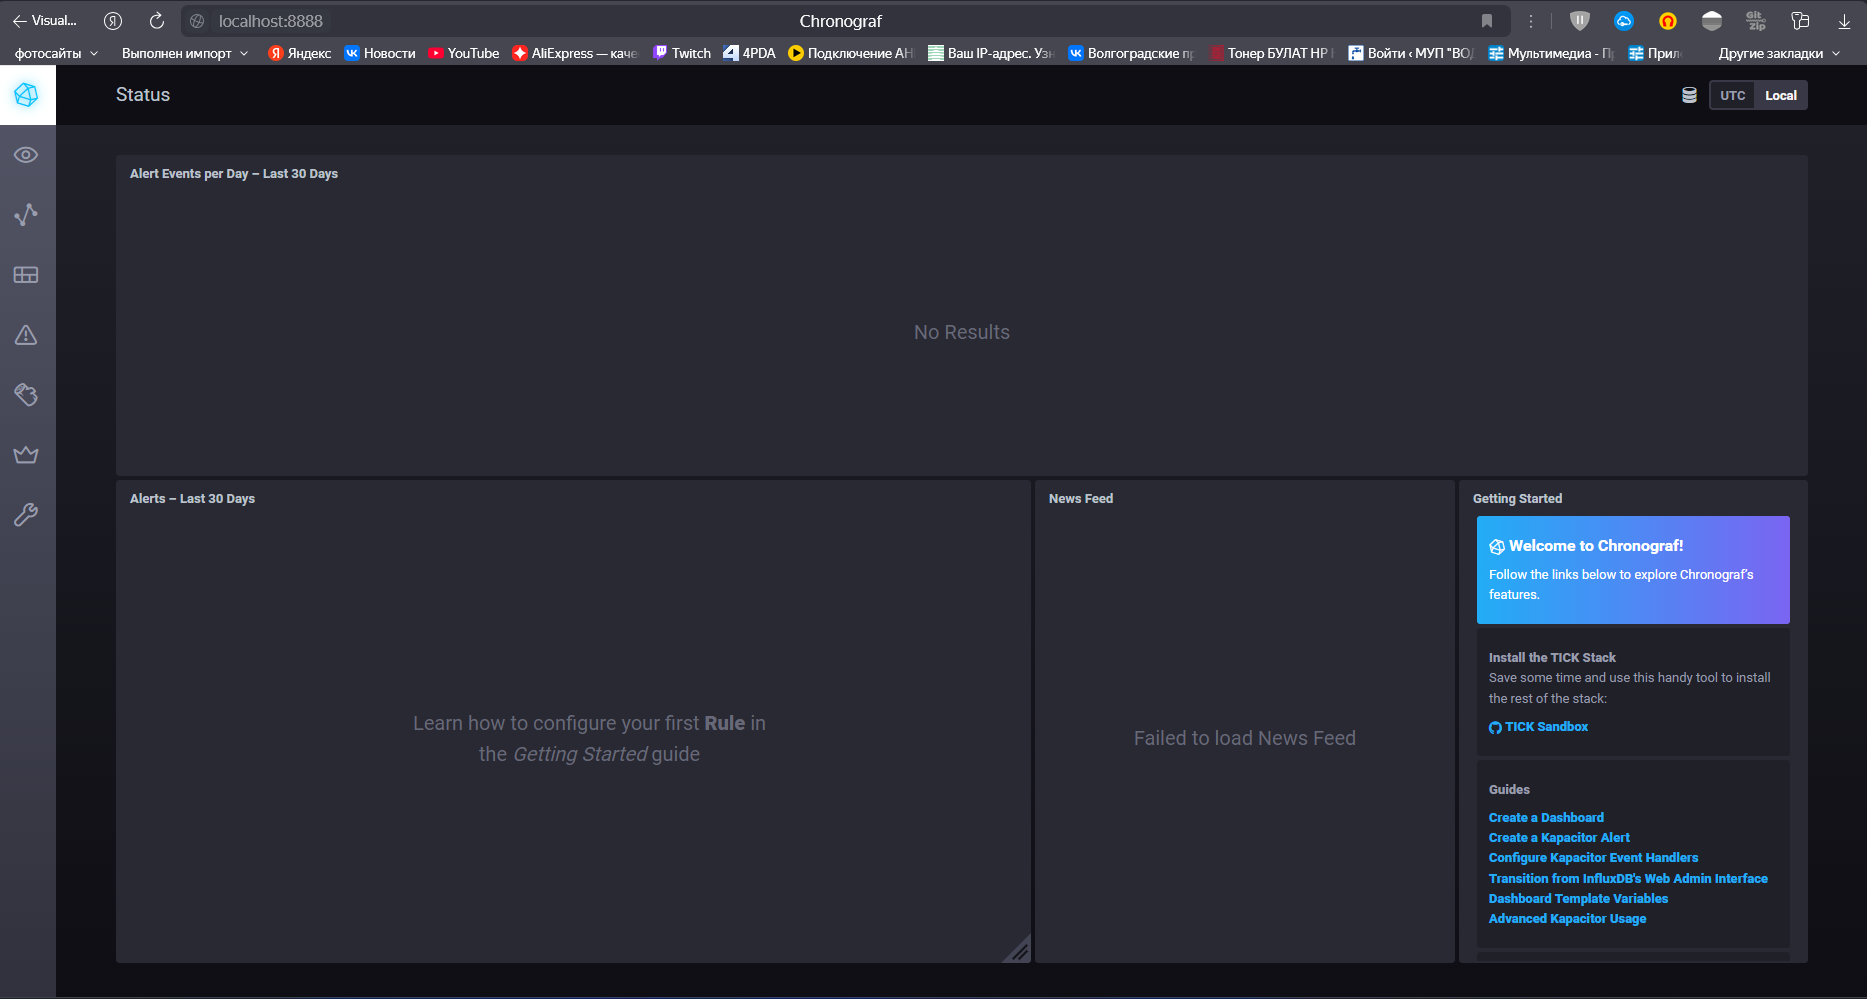 Visual...
localhost:8888
Chronograf
Git Zip
фотосайты
Выполнен импорт
Яндекс
Новости
YouTube
AliExpress — каче
Twitch
4PDA
Подключение АН
Ваш IP-адрес. Узн
Волгоградские пр
Тонер БУЛАТ HP
Войти ‹ МУП "ВОД
Мультимедиа - П
Прил
Другие закладки
Status
UTC
Local
Alert Events per Day – Last 30 Days
No Results
Alerts – Last 30 Days
Learn how to configure your first Rule in
the Getting Started guide
News Feed
Failed to load News Feed
Getting Started
Welcome to Chronograf!
Follow the links below to explore Chronograf's
features.
Install the TICK Stack
Save some time and use this handy tool to install
the rest of the stack:
TICK Sandbox
Guides
Create a Dashboard
Create a Kapacitor Alert
Configure Kapacitor Event Handlers
Transition from InfluxDB's Web Admin Interface
Dashboard Template Variables
Advanced Kapacitor Usage